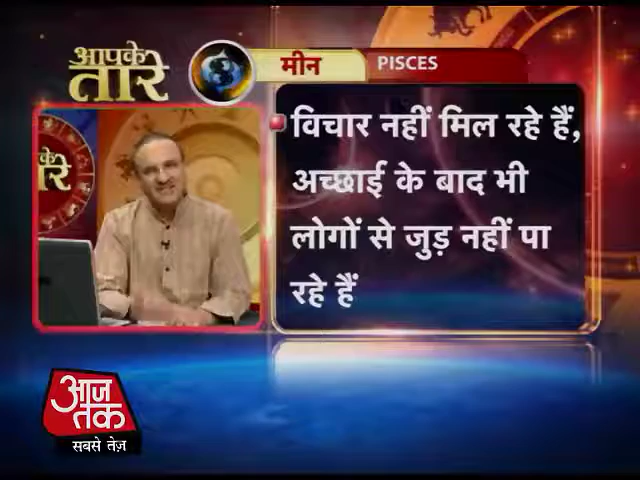 आपके
तारे
मीन
PISCES
के
रे
विचार नहीं मिल रहे हैं,
अच्छाई के बाद भी
लोगों से जुड़ नहीं पा
रहे हैं
आज
तक
सबसे तेज़